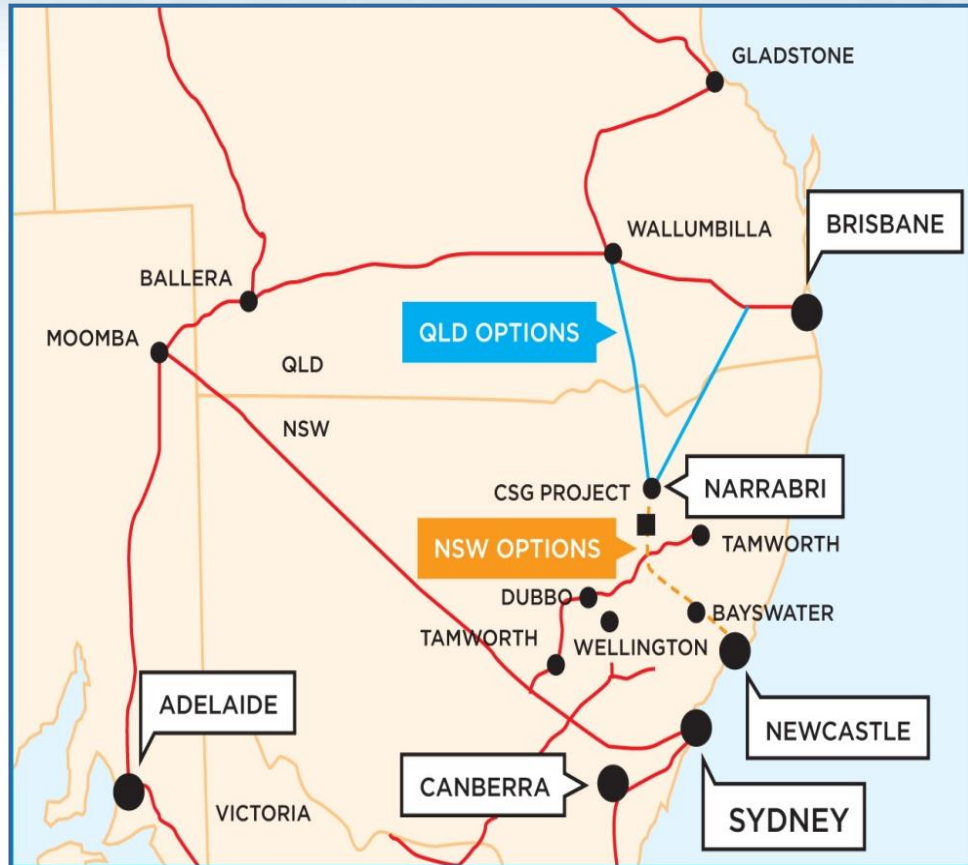 GLADSTONE
WALLUMBILLA
BRISBANE
BALLERA
QLD OPTIONS
MOOMBA
QLD
NSW
CSG PROJECT
NARRABRI
NSW OPTIONS
TAMWORTH
DUBBO
BAYSWATER
TAMWORTH
WELLINGTON
ADELAIDE
NEWCASTLE
CANBERRA
VICTORIA
SYDNEY